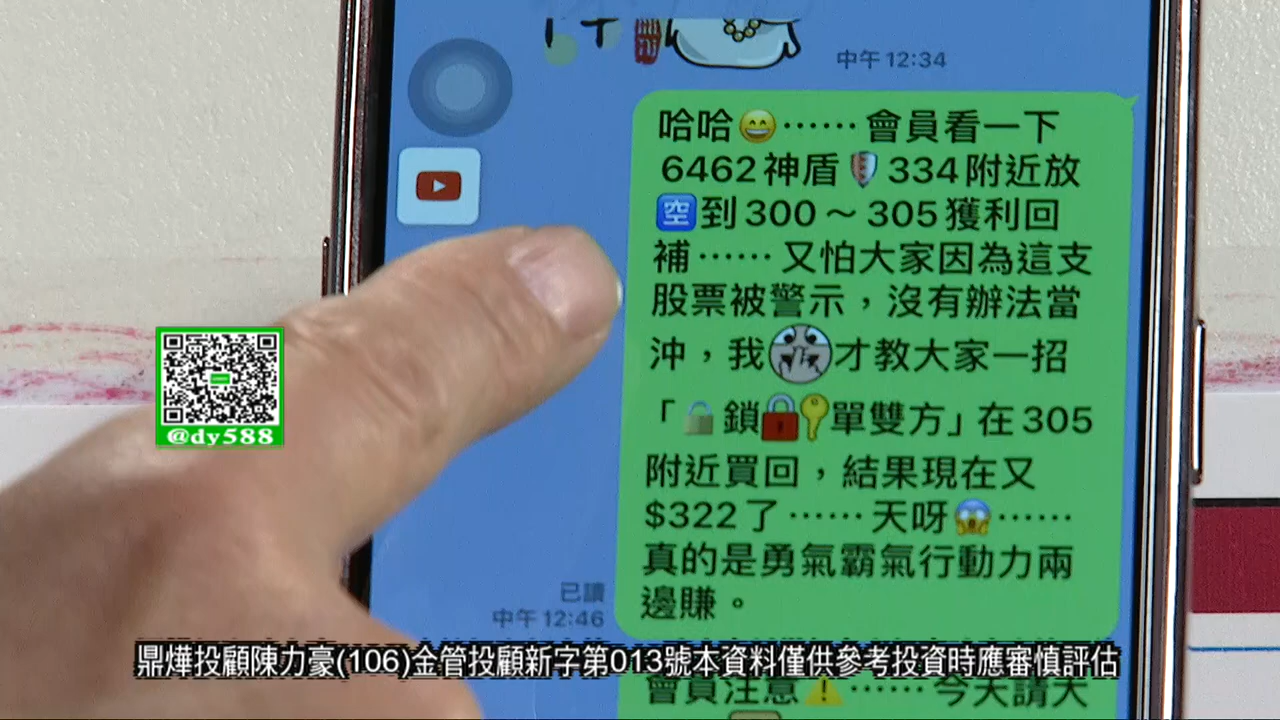 中午 12:34
哈哈😄⋯⋯會員看一下
6462神盾🛡334附近放
🈳到300～305獲利回
補⋯⋯又怕大家因為這支
股票被警示，沒有辦法當
沖，我才教大家一招
「🔒鎖🔒🔑單雙方」在305
附近買回，結果現在又
$322了⋯⋯天呀😱⋯⋯
真的是勇氣霸氣行動力兩
邊賺。
已讀
中午 12:46
@dy588
鼎燁投顧陳力豪(106)金管投顧新字第013號本資料僅供參考投資時應審慎評估
會員注意⚠️⋯⋯今天請大